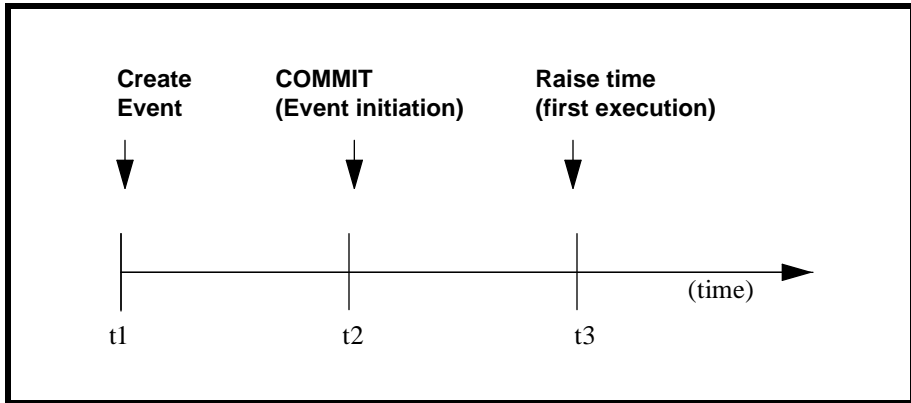 Create
Event
COMMIT
(Event initiation)
Raise time
(first execution)
(time)
t1
t2
t3